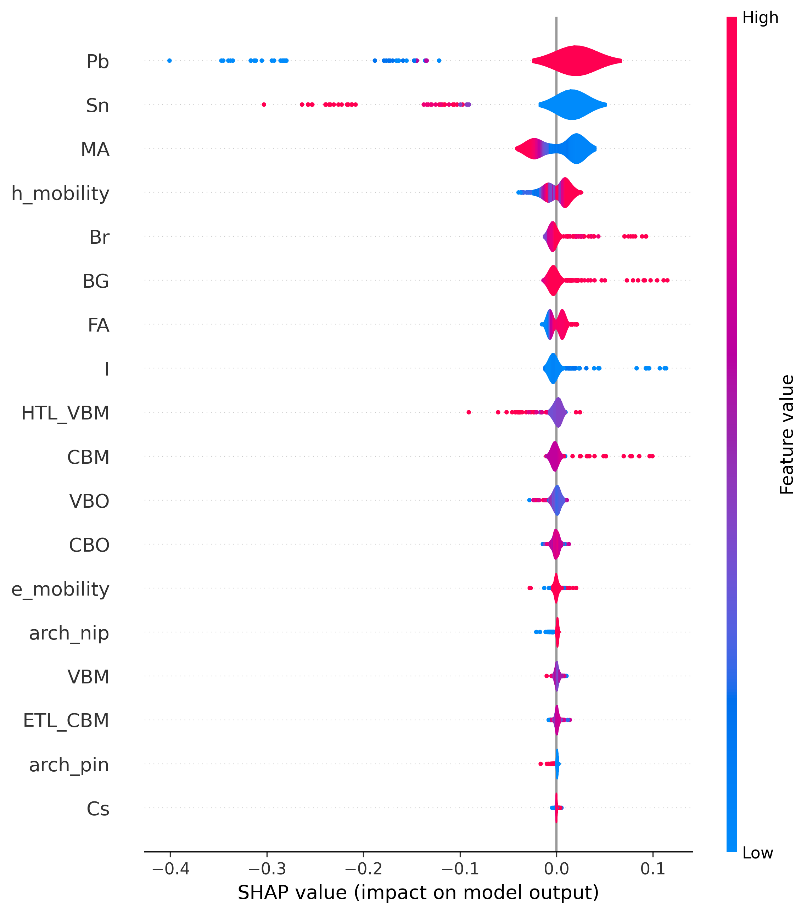 High
Pb
Sn
MA
h_mobility
Br
BG
FA
I
HTL_VBM
CBM
VBO
CBO
e_mobility
arch_nip
VBM
ETL_CBM
arch_pin
Cs
Feature value
Low
−0.4 −0.3 −0.2 −0.1 0.0 0.1
SHAP value (impact on model output)